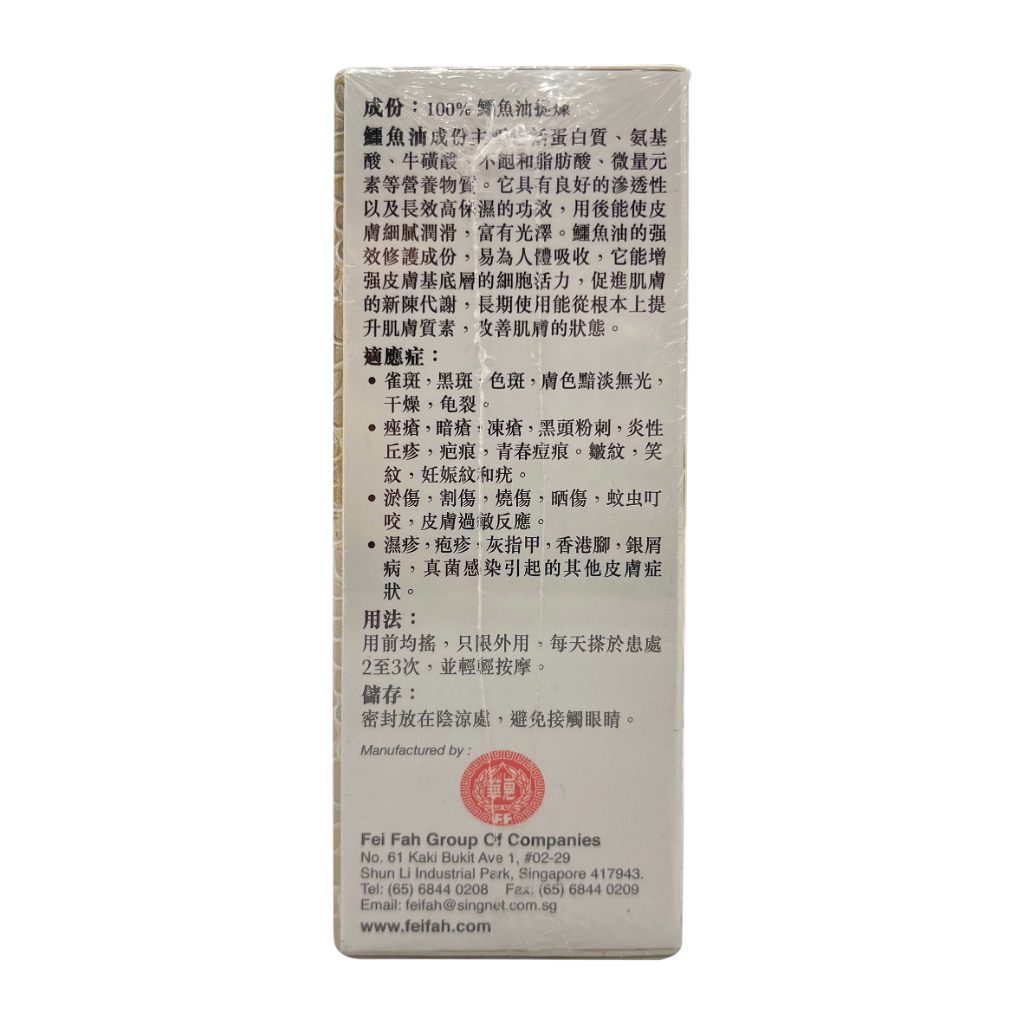 成份：100% 鱷魚油提煉
鱷魚油成份主　活蛋白質、氨基
酸、牛磺酸、不飽和脂肪酸、微量元
素等營養物質。它具有良好的滲透性
以及長效高保濕的功效，用後能使皮
膚細膩潤滑，富有光澤。鱷魚油的强
效修護成份，易為人體吸收，它能增
强皮膚基底層的細胞活力，促進肌膚
的新陳代謝，長期使用能從根本上提
升肌膚質素，改善肌膚的狀態。
適應症：
• 雀斑，黑斑，色斑，膚色黯淡無光，
干燥，龟裂。
• 痤瘡，暗瘡，凍瘡，黑頭粉刺，炎性
丘疹，疤痕，青春痘痕。皺紋，笑
紋，妊娠紋和疣。
• 淤傷，割傷，燒傷，晒傷，蚊虫叮
咬，皮膚過敏反應。
• 濕疹，疱疹，灰指甲，香港腳，銀屑
病，真菌感染引起的其他皮膚症
狀。
用法：
用前均搖，只限外用，每天搽於患處
2至3次，並輕輕按摩。
儲存：
密封放在陰涼處，避免接觸眼睛。
Manufactured by :
FF
Fei Fah Group Of Companies
No. 61 Kaki Bukit Ave 1, #02-29
Shun Li Industrial Park, Singapore 417943.
Tel: (65) 6844 0208 Fax: (65) 6844 0209
Email: feifah@singnet.com.sg
www.feifah.com